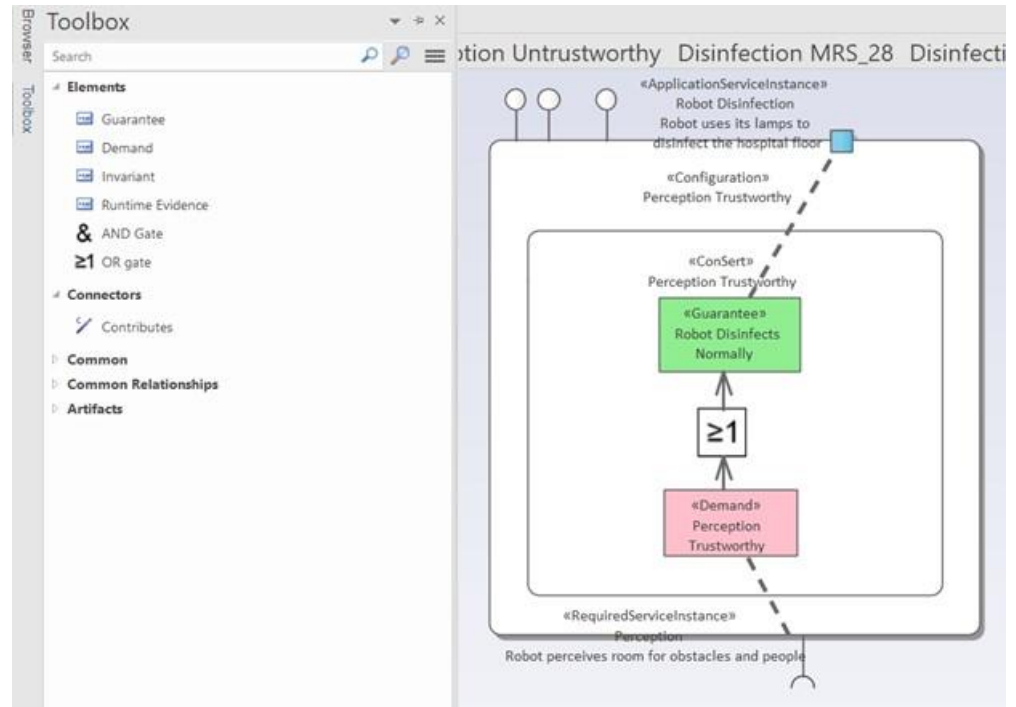 Browser
Toolbox
Toolbox
Search
Elements
Guarantee
Demand
Invariant
Runtime Evidence
& AND Gate
≥1 OR gate
Connectors
Contributes
Common
Common Relationships
Artifacts
otion Untrustworthy Disinfection MRS_28 Disinfecti
«ApplicationServiceInstance»
Robot Disinfection
Robot uses its lamps to
disinfect the hospital floor
«Configuration»
Perception Trustworthy
«ConSert»
Perception Trustworthy
«Guarantee»
Robot Disinfects
Normally
≥1
«Demand»
Perception
Trustworthy
«RequiredServiceInstance»
Perception
Robot perceives room for obstacles and people